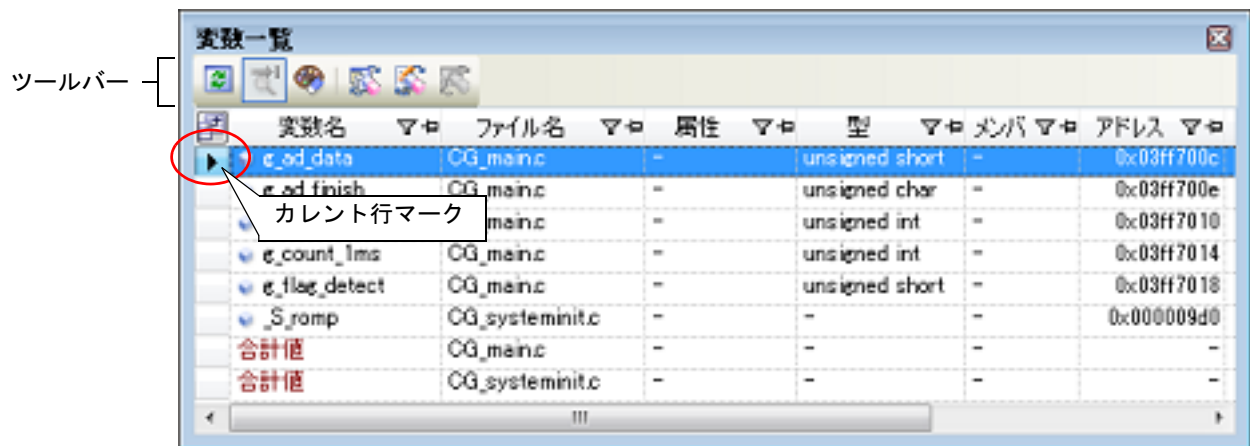 変数一覧
ツールバー
変数名 ファイル名 属性 型 メンバ アドレス
g_ad_data CG_main.c - unsigned short - 0x03ff700c
g_ad_finish CG_main.c - unsigned char - 0x03ff700e
カレント行マーク
main.c - unsigned int - 0x03ff7010
g_count_1ms CG_main.c - unsigned int - 0x03ff7014
g_flag_detect CG_main.c - unsigned short - 0x03ff7018
_S_romp CG_systeminit.c - - - 0x000009d0
合計値 CG_main.c - - - -
合計値 CG_systeminit.c - - - -